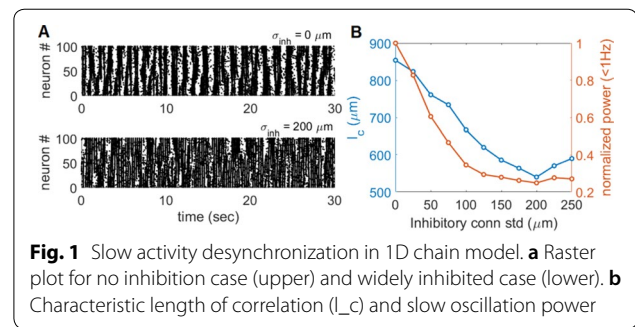 A
σ_inh = 0 μm
neuron #
100
50
0
0 10 20 30
σ_inh = 200 μm
neuron #
100
50
0
0 10 20 30
time (sec)
B
l_c (μm)
900
800
700
600
500
1
0.8
0.6
0.4
0.2
normalized power (<1Hz)
0 50 100 150 200 250
Inhibitory conn std (μm)
Fig. 1 Slow activity desynchronization in 1D chain model. a Raster
plot for no inhibition case (upper) and widely inhibited case (lower). b
Characteristic length of correlation (l_c) and slow oscillation power